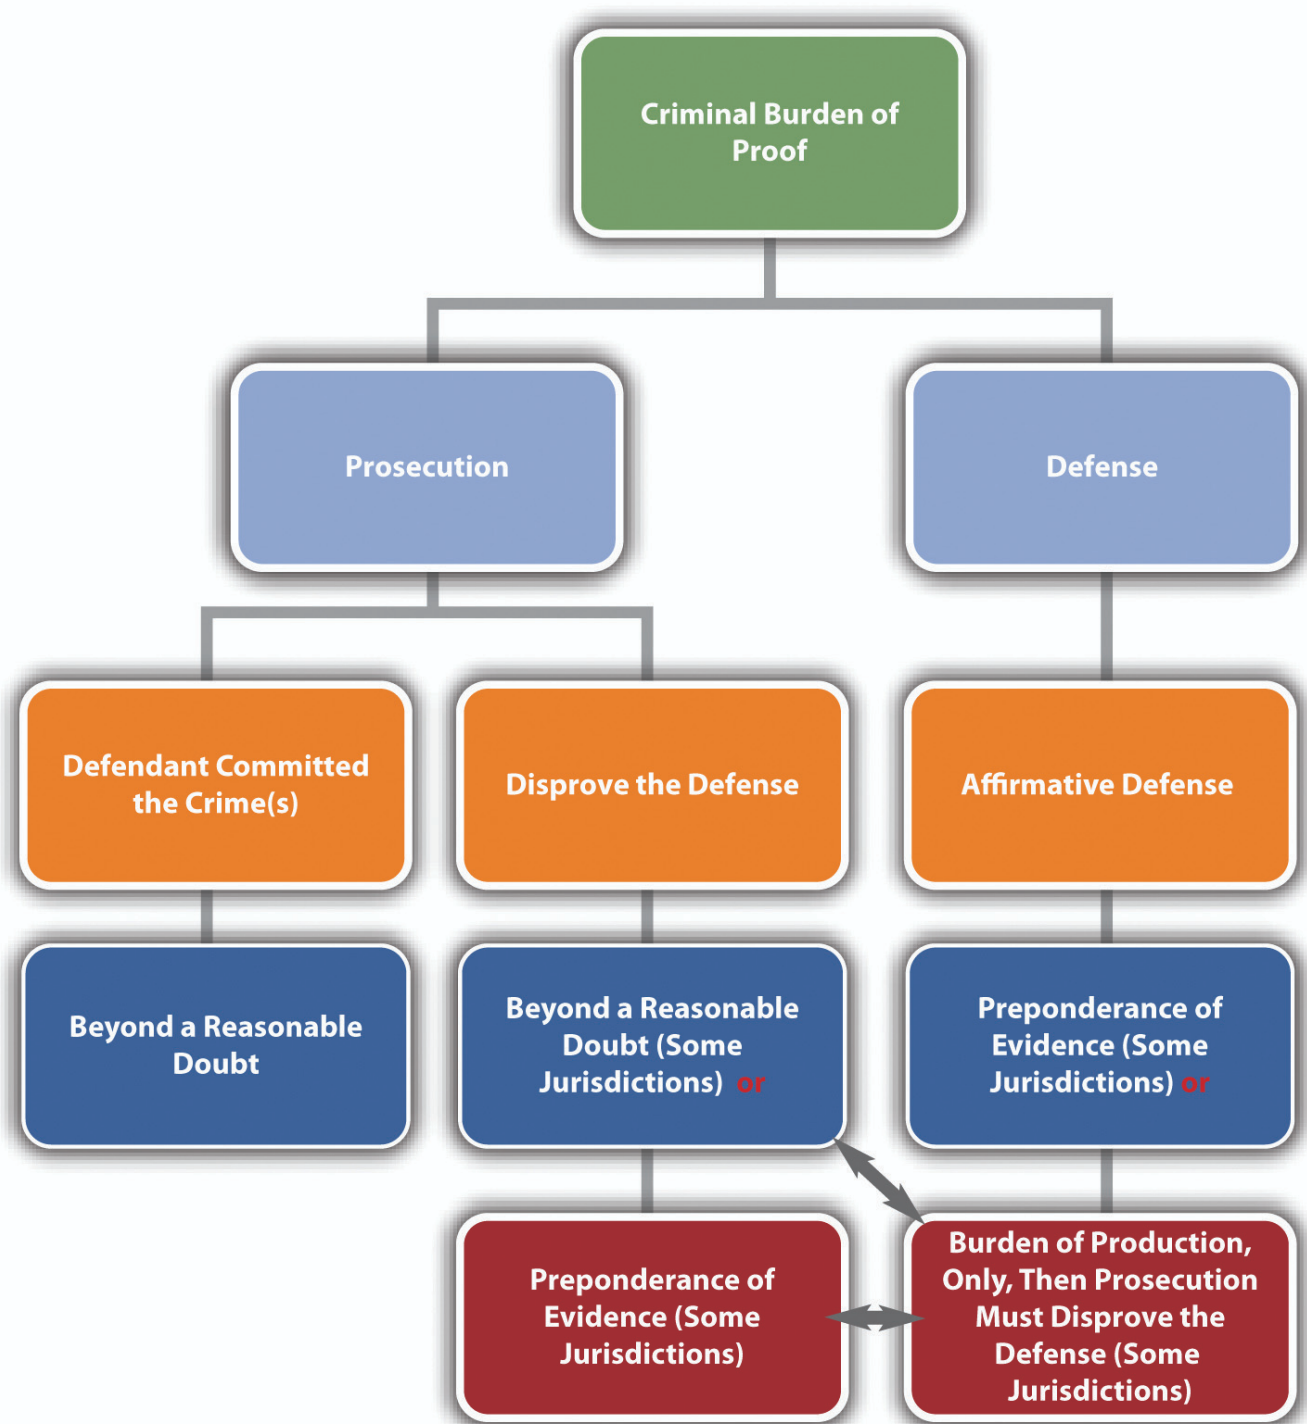 Criminal Burden of
Proof
Prosecution
Defense
Defendant Committed
the Crime(s)
Disprove the Defense
Affirmative Defense
Beyond a Reasonable
Doubt
Beyond a Reasonable
Doubt (Some
Jurisdictions) or
Preponderance of
Evidence (Some
Jurisdictions) or
Preponderance of
Evidence (Some
Jurisdictions)
Burden of Production,
Only, Then Prosecution
Must Disprove the
Defense (Some
Jurisdictions)